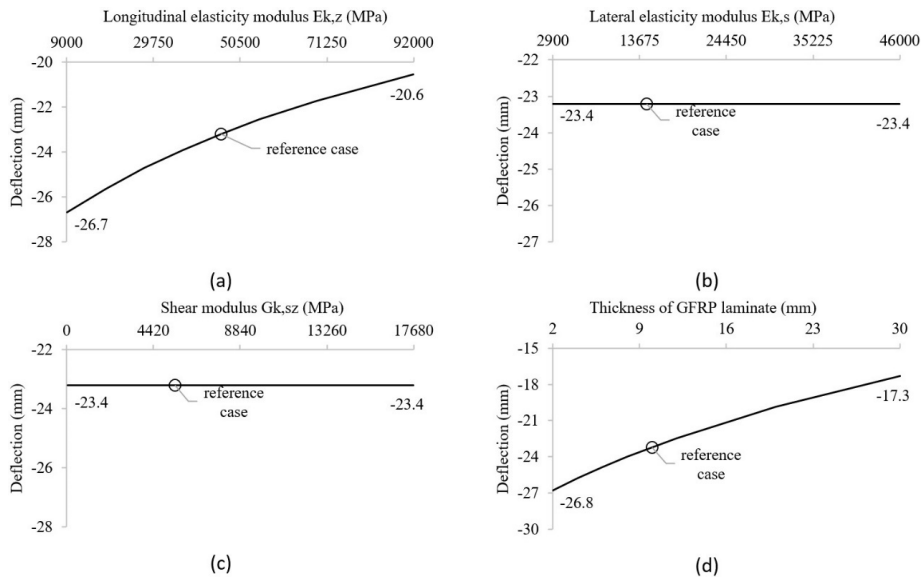 Longitudinal elasticity modulus Ek,z (MPa)
9000 29750 50500 71250 92000
-20
-22
-24
-26
-28
Deflection (mm)
-20.6
reference case
-26.7
(a)
Lateral elasticity modulus Ek,s (MPa)
2900 13675 24450 35225 46000
-22
-23
-24
-25
-26
-27
Deflection (mm)
-23.4
reference
case
-23.4
(b)
Shear modulus Gk,sz (MPa)
0 4420 8840 13260 17680
-22
-24
-26
-28
Deflection (mm)
-23.4
reference
case
-23.4
(c)
Thickness of GFRP laminate (mm)
2 9 16 23 30
-15
-18
-21
-24
-27
-30
Deflection (mm)
-17.3
reference
case
-26.8
(d)